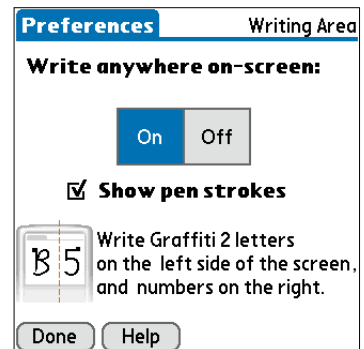 Preferences Writing Area
Write anywhere on-screen:
On Off
Show pen strokes
B 5
Write Graffiti 2 letters
on the left side of the screen,
and numbers on the right.
Done Help